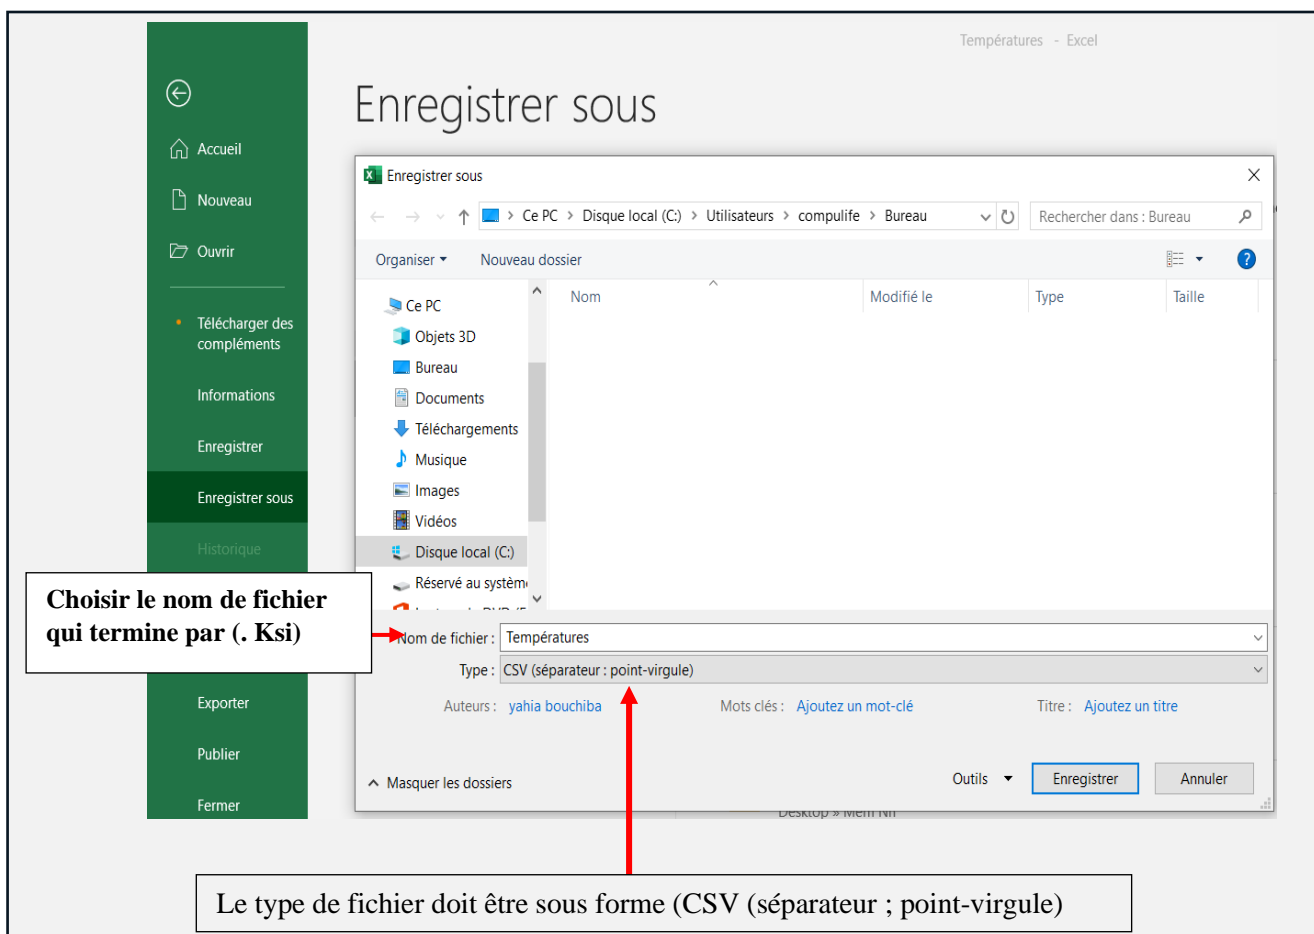 Températures - Excel
Enregistrer sous
Accueil
Nouveau
Ouvrir
Télécharger des
compléments
Informations
Enregistrer
Enregistrer sous
Historique
Exporter
Publier
Fermer
Enregistrer sous
Ce PC > Disque local (C:) > Utilisateurs > compulife > Bureau
Rechercher dans : Bureau
Organiser
Nouveau dossier
Nom
Modifié le
Type
Taille
Ce PC
Objets 3D
Bureau
Documents
Téléchargements
Musique
Images
Vidéos
Disque local (C:)
Réservé au systèm
Choisir le nom de fichier
qui termine par (. Ksi)
Nom de fichier : Températures
Type : CSV (séparateur : point-virgule)
Auteurs : yahia bouchiba
Mots clés : Ajoutez un mot-clé
Titre : Ajoutez un titre
Masquer les dossiers
Outils
Enregistrer
Annuler
Le type de fichier doit être sous forme (CSV (séparateur ; point-virgule)